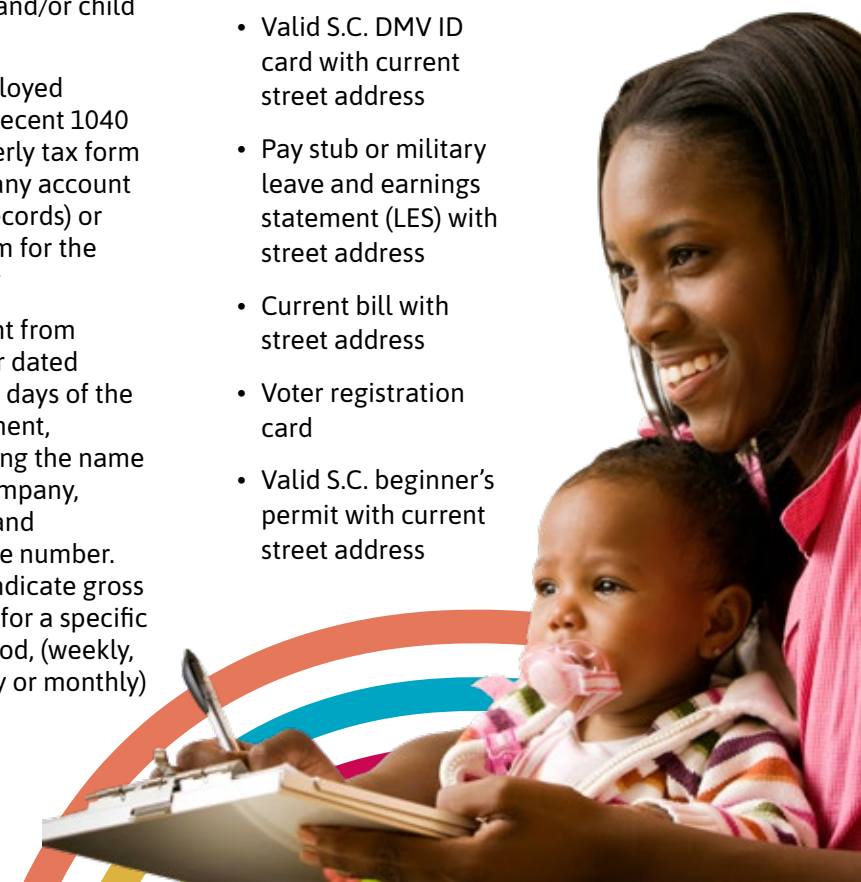 and/or child
loyed
ecent 1040
erly tax form
any account
cords) or
m for the
nt from
r dated
days of the
ment,
ng the name
mpany,
and
e number.
ndicate gross
for a specific
od, (weekly,
y or monthly)
• Valid S.C. DMV ID
card with current
street address
• Pay stub or military
leave and earnings
statement (LES) with
street address
• Current bill with
street address
• Voter registration
card
• Valid S.C. beginner’s
permit with current
street address